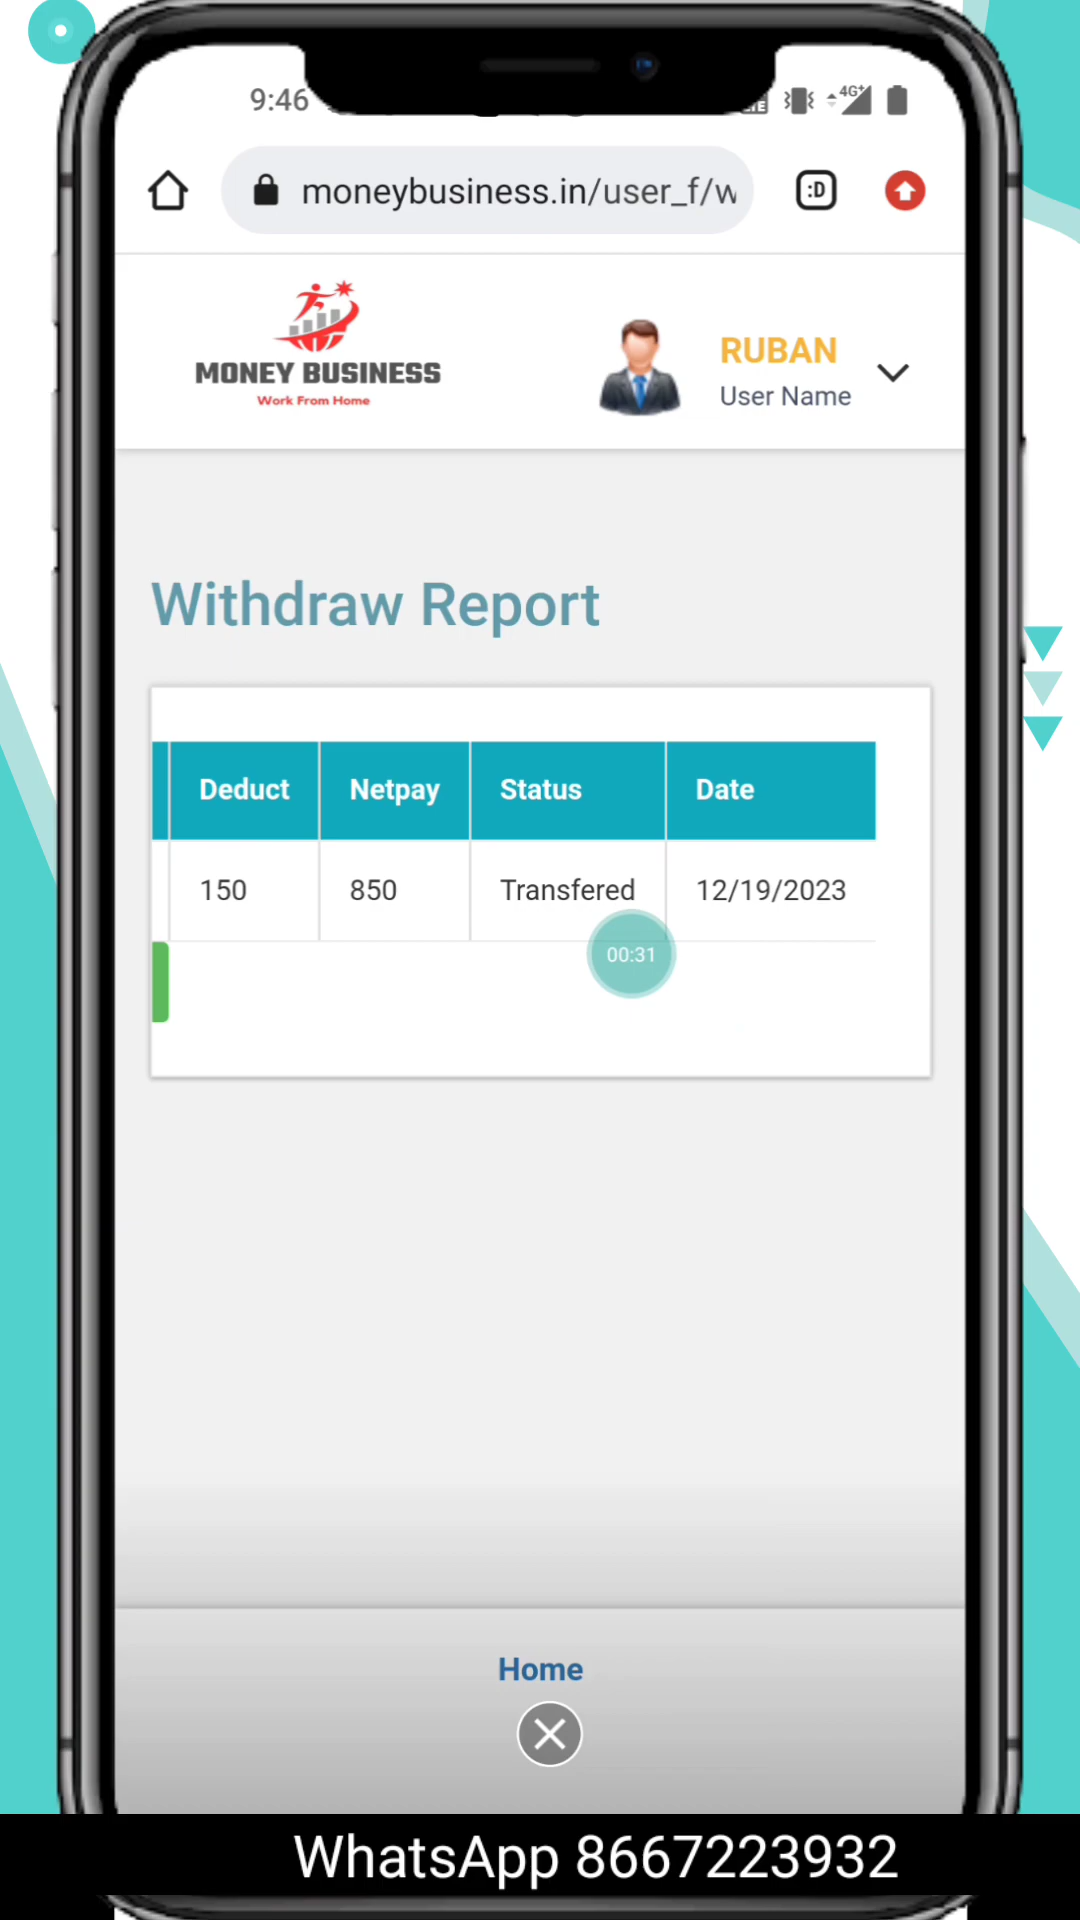 9:46
4G+
moneybusiness.in/user_f/w
:D
MONEY BUSINESS
Work From Home
RUBAN
User Name
Withdraw Report
Deduct Netpay Status Date
150 850 Transfered 12/19/2023
00:31
Home
WhatsApp 8667223932